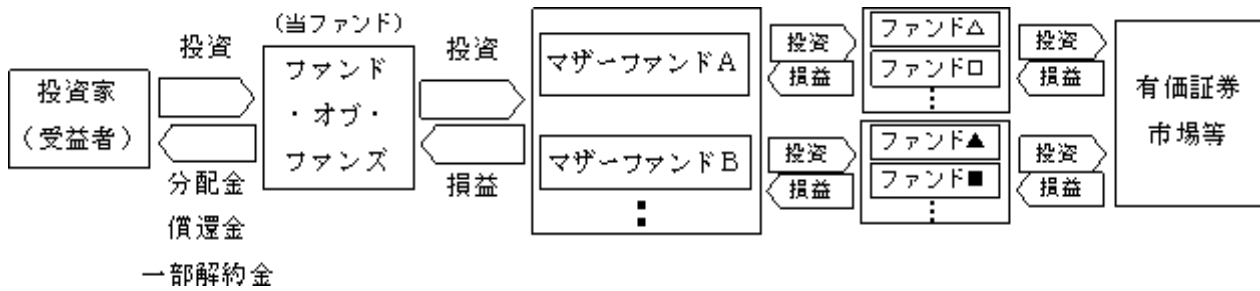 投資家
(受益者)
投資
分配金
償還金
一部解約金
(当ファンド)
ファンド
・オブ・
ファンズ
投資
損益
マザーファンドA
マザーファンドB
⋮
投資
損益
投資
損益
ファンド△
ファンド□
⋮
ファンド▲
ファンド■
⋮
投資
損益
投資
損益
有価証券
市場等